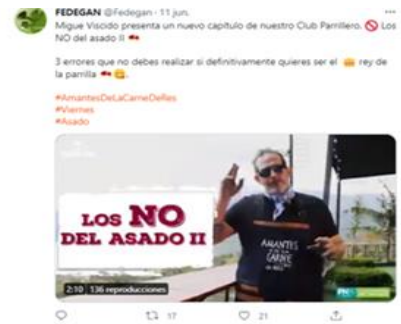 FEDEGAN @Fedegan · 11 jun.
Migue Viscido presenta un nuevo capítulo de nuestro Club Parrillero. 🚫 Los
NO del asado II 🥩
3 errores que no debes realizar si definitivamente quieres ser el 👑 rey de
la parrilla 🥩😋.
#AmantesDeLaCarneDeRes
#Viernes
#Asado
LOS NO
DEL ASADO II
AMANTES
CARNE
2:10 136 reproducciones
17 21